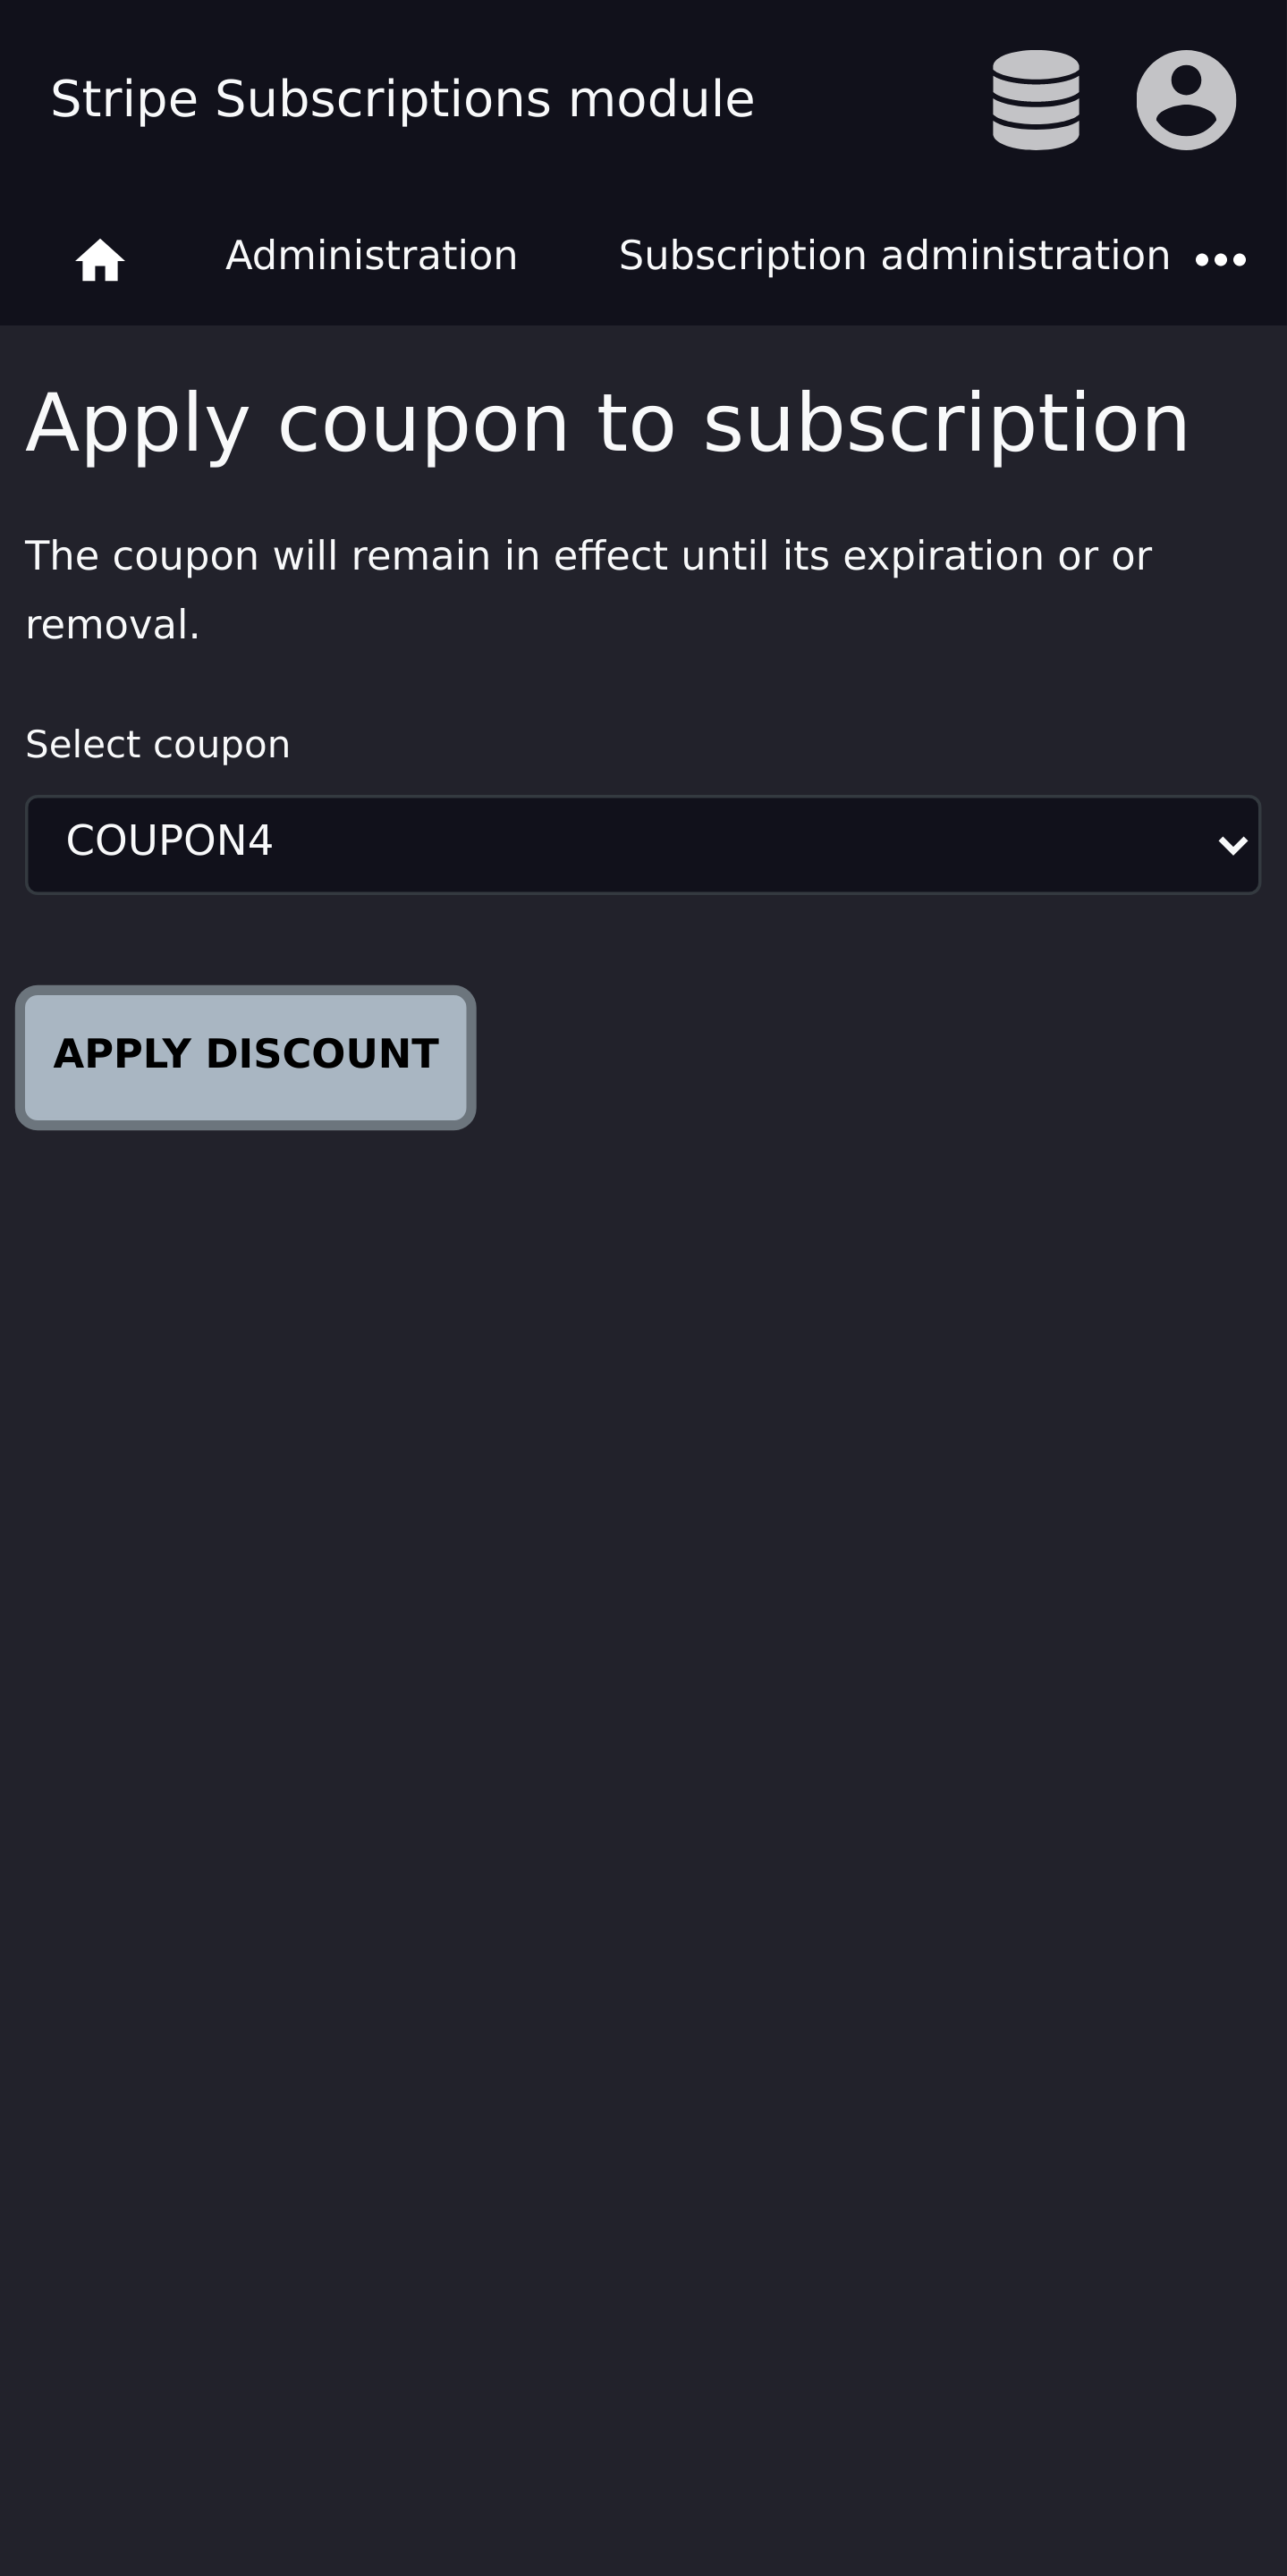 Stripe Subscriptions module
Administration Subscription administration
Apply coupon to subscription
The coupon will remain in effect until its expiration or or
removal.
Select coupon
COUPON4
APPLY DISCOUNT